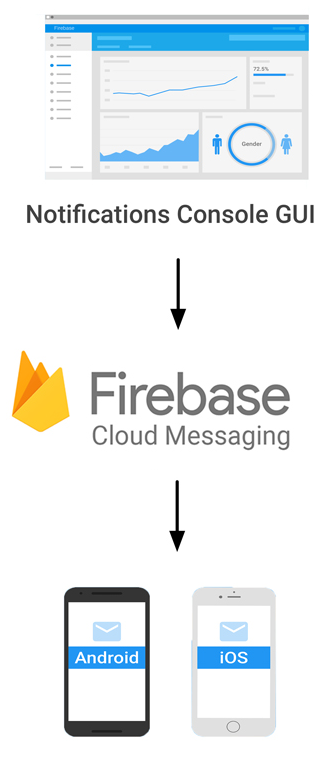 Firebase
72.5%
Gender
Notifications Console GUI
Firebase
Cloud Messaging
Android
iOS